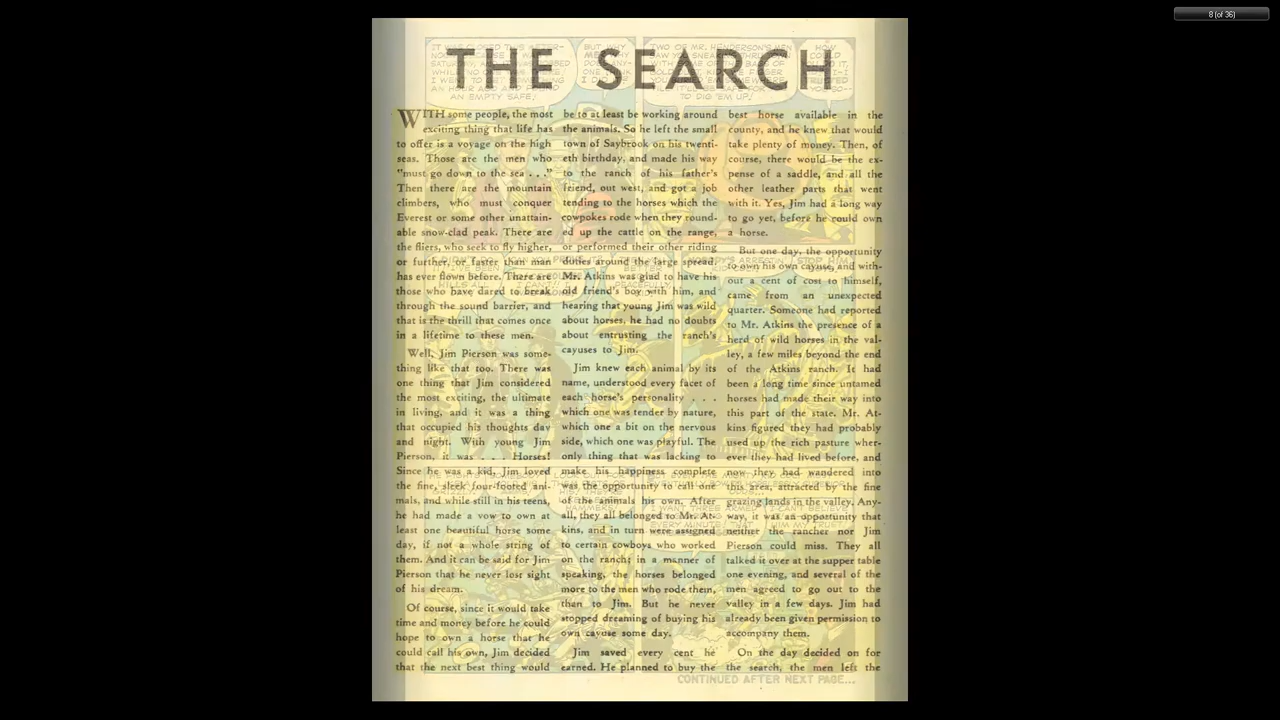 8 (of 36)
THE SEARCH
WITH some people, the most
exciting thing that life has
to offer is a voyage on the high
seas. Those are the men who
"must go down to the sea . . ."
Then there are the mountain
climbers, who must conquer
Everest or some other unattain-
able snow-clad peak. There are
the fliers, who seek to fly higher,
or further, or faster than man
has ever flown before. There are
those who have dared to break
through the sound barrier, and
that is the thrill that comes once
in a lifetime to these men.
Well, Jim Pierson was some-
thing like that too. There was
one thing that Jim considered
the most exciting, the ultimate
in living, and it was a thing
that occupied his thoughts day
and night. With young Jim
Pierson, it was . . . Horses!
Since he was a kid, Jim loved
the fine, sleek four-footed ani-
mals, and while still in his teens,
he had made a vow to own at
least one beautiful horse some
day, if not a whole string of
them. And it can be said for Jim
Pierson that he never lost sight
of his dream.
Of course, since it would take
time and money before he could
hope to own a horse that he
could call his own, Jim decided
that the next best thing would
be to at least be working around
the animals. So he left the small
town of Saybrook on his twenti-
eth birthday, and made his way
to the ranch of his father's
friend, out west, and got a job
tending to the horses which the
cowpokes rode when they round-
ed up the cattle on the range,
or performed their other riding
duties around the large spread.
Mr. Atkins was glad to have his
old friend's boy with him, and
hearing that young Jim was wild
about horses, he had no doubts
about entrusting the ranch's
cayuses to Jim.
Jim knew each animal by its
name, understood every facet of
each horse's personality . . .
which one was tender by nature,
which one a bit on the nervous
side, which one was playful. The
only thing that was lacking to
make his happiness complete
was the opportunity to call one
of the animals his own. After
all, they all belonged to Mr. At-
kins, and in turn were assigned
to certain cowboys who worked
on the ranch; in a manner of
speaking, the horses belonged
more to the men who rode them,
than to Jim. But he never
stopped dreaming of buying his
own cayuse some day.
Jim saved every cent he
earned. He planned to buy the
best horse available in the
county, and he knew that would
take plenty of money. Then, of
course, there would be the ex-
pense of a saddle, and all the
other leather parts that went
with it. Yes, Jim had a long way
to go yet, before he could own
a horse.
But one day, the opportunity
to own his own cayuse, and with-
out a cent of cost to himself,
came from an unexpected
quarter. Someone had reported
to Mr. Atkins the presence of a
herd of wild horses in the val-
ley, a few miles beyond the end
of the Atkins ranch. It had
been a long time since untamed
horses had made their way into
this part of the state. Mr. At-
kins figured they had probably
used up the rich pasture wher-
ever they had lived before, and
now they had wandered into
this area, attracted by the fine
grazing lands in the valley. Any-
way, it was an opportunity that
neither the rancher nor Jim
Pierson could miss. They all
talked it over at the supper table
one evening, and several of the
men agreed to go out to the
valley in a few days. Jim had
already been given permission to
accompany them.
On the day decided on for
the search, the men left the
CONTINUED AFTER NEXT PAGE...